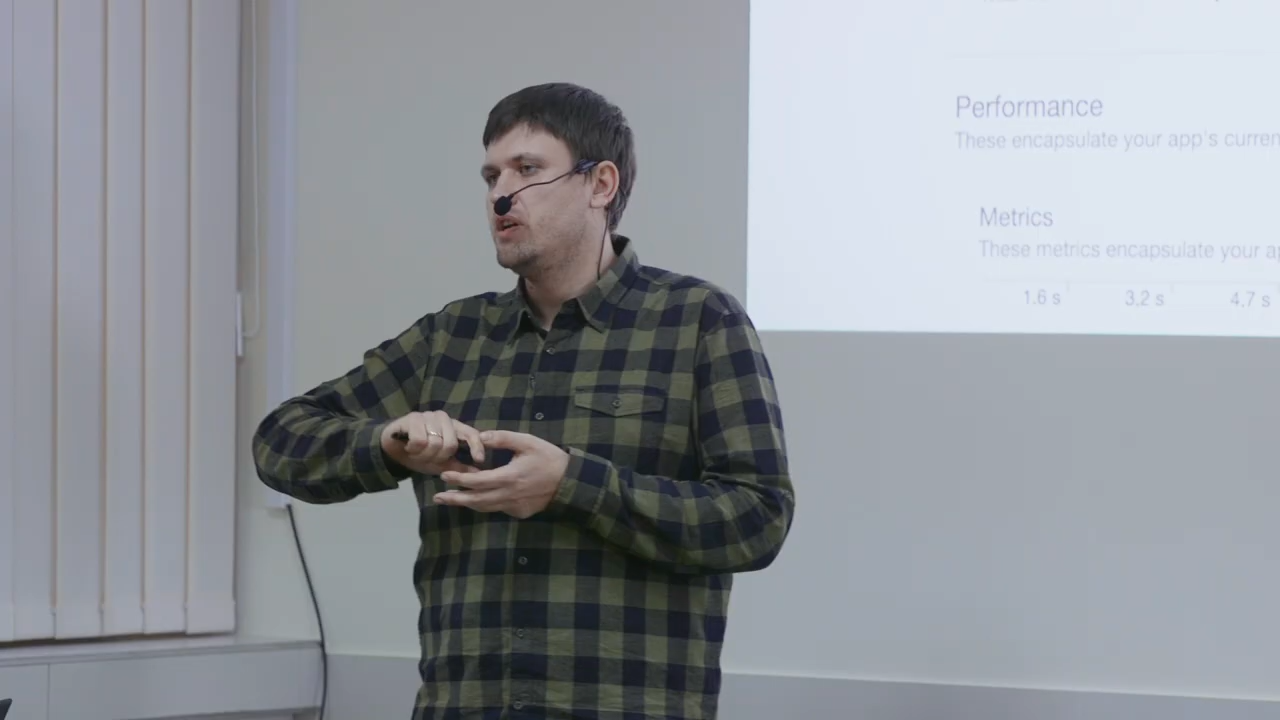 Performance
These encapsulate your app's curren
Metrics
These metrics encapsulate your ap
1.6 s 3.2 s 4.7 s